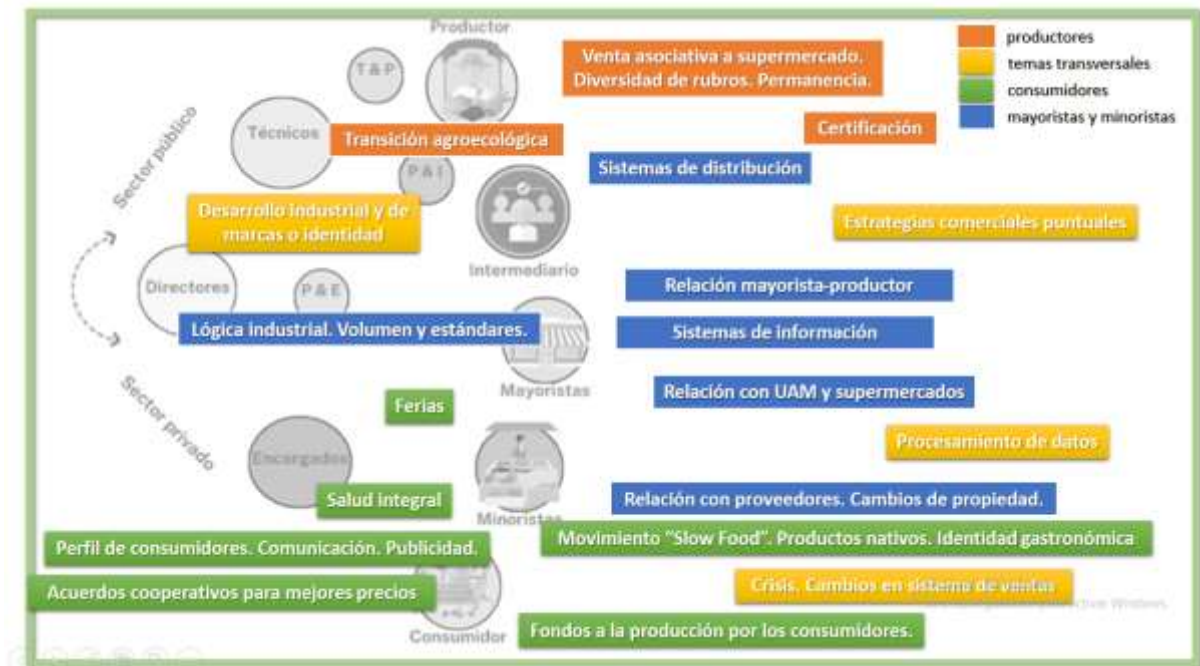 Productor
productores
temas transversales
consumidores
mayoristas y minoristas
Venta asociativa a supermercado.
Diversidad de rubros. Permanencia.
T & P
Sector público
Técnicos
Transición agroecológica
Certificación
P & I
Sistemas de distribución
Desarrollo industrial y de
marcas o identidad
Estrategias comerciales puntuales
Intermediario
Directores
P & E
Relación mayorista-productor
Lógica industrial. Volumen y estándares.
Sistemas de información
Mayoristas
Relación con UAM y supermercados
Sector privado
Ferias
Procesamiento de datos
Encargados
Salud integral
Relación con proveedores. Cambios de propiedad.
Minoristas
Movimiento “Slow Food”. Productos nativos. Identidad gastronómica
Perfil de consumidores. Comunicación. Publicidad.
Crisis. Cambios en sistema de ventas
Acuerdos cooperativos para mejores precios
Windows
Consumidor
Fondos a la producción por los consumidores.